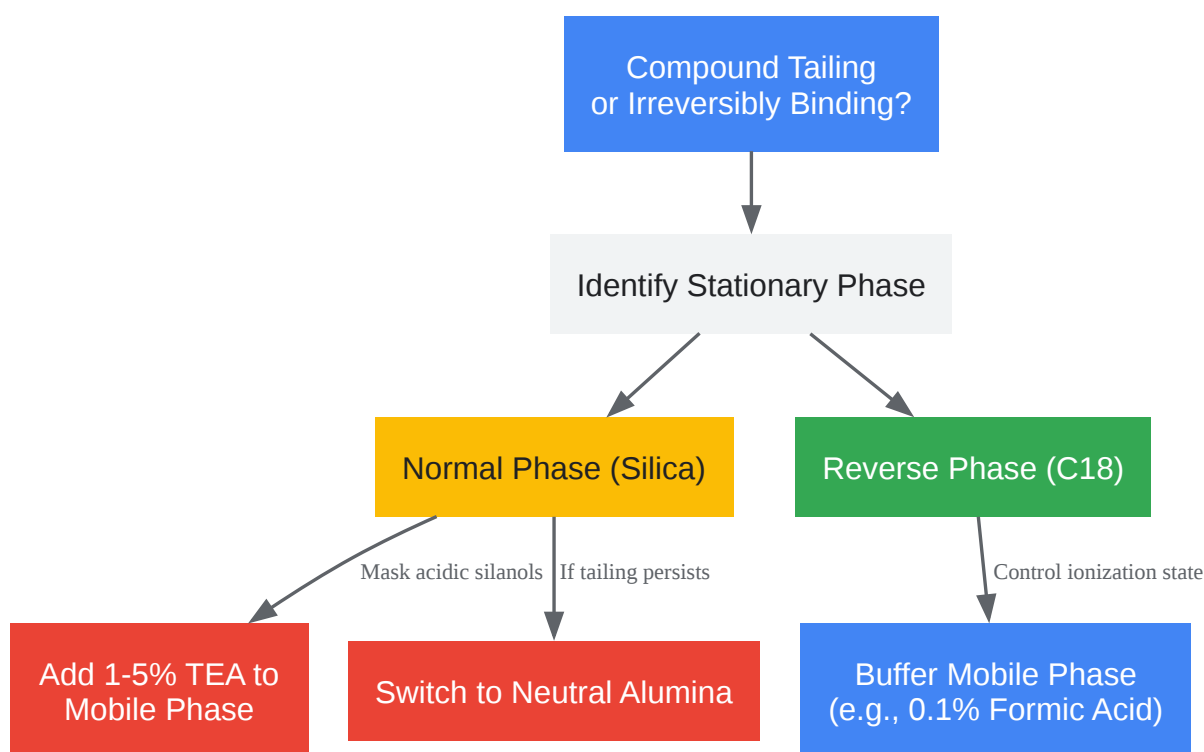 Compound Tailing
or Irreversibly Binding?
Identify Stationary Phase
Normal Phase (Silica)
Reverse Phase (C18)
Mask acidic silanols
If tailing persists
Control ionization state
Add 1-5% TEA to
Mobile Phase
Switch to Neutral Alumina
Buffer Mobile Phase
(e.g., 0.1% Formic Acid)